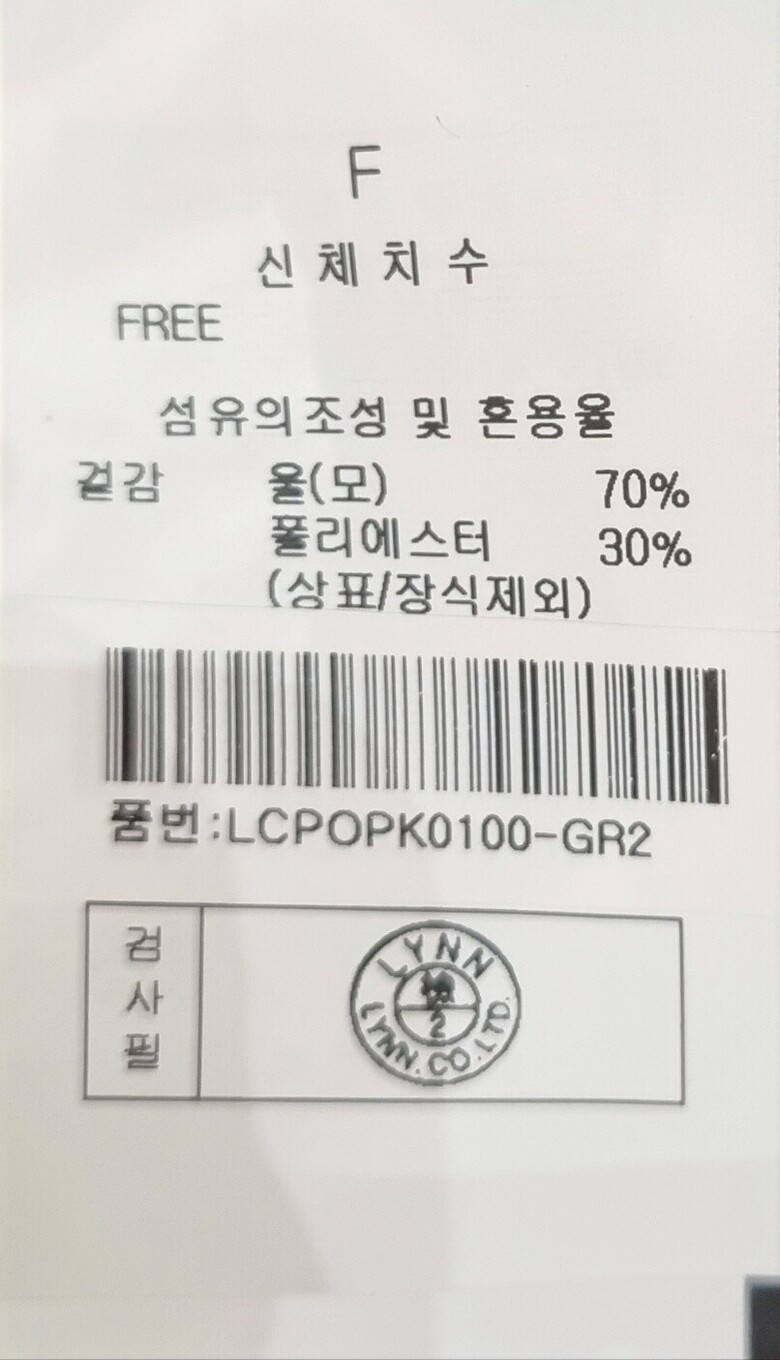 F
신체치수
FREE
섬유의조성 및 혼용율
겉감 울(모) 70%
폴리에스터 30%
(상표/장식제외)
품번:LCPOPK0100-GR2
검사필
LYNN
2
LYNN.CO.LTD.